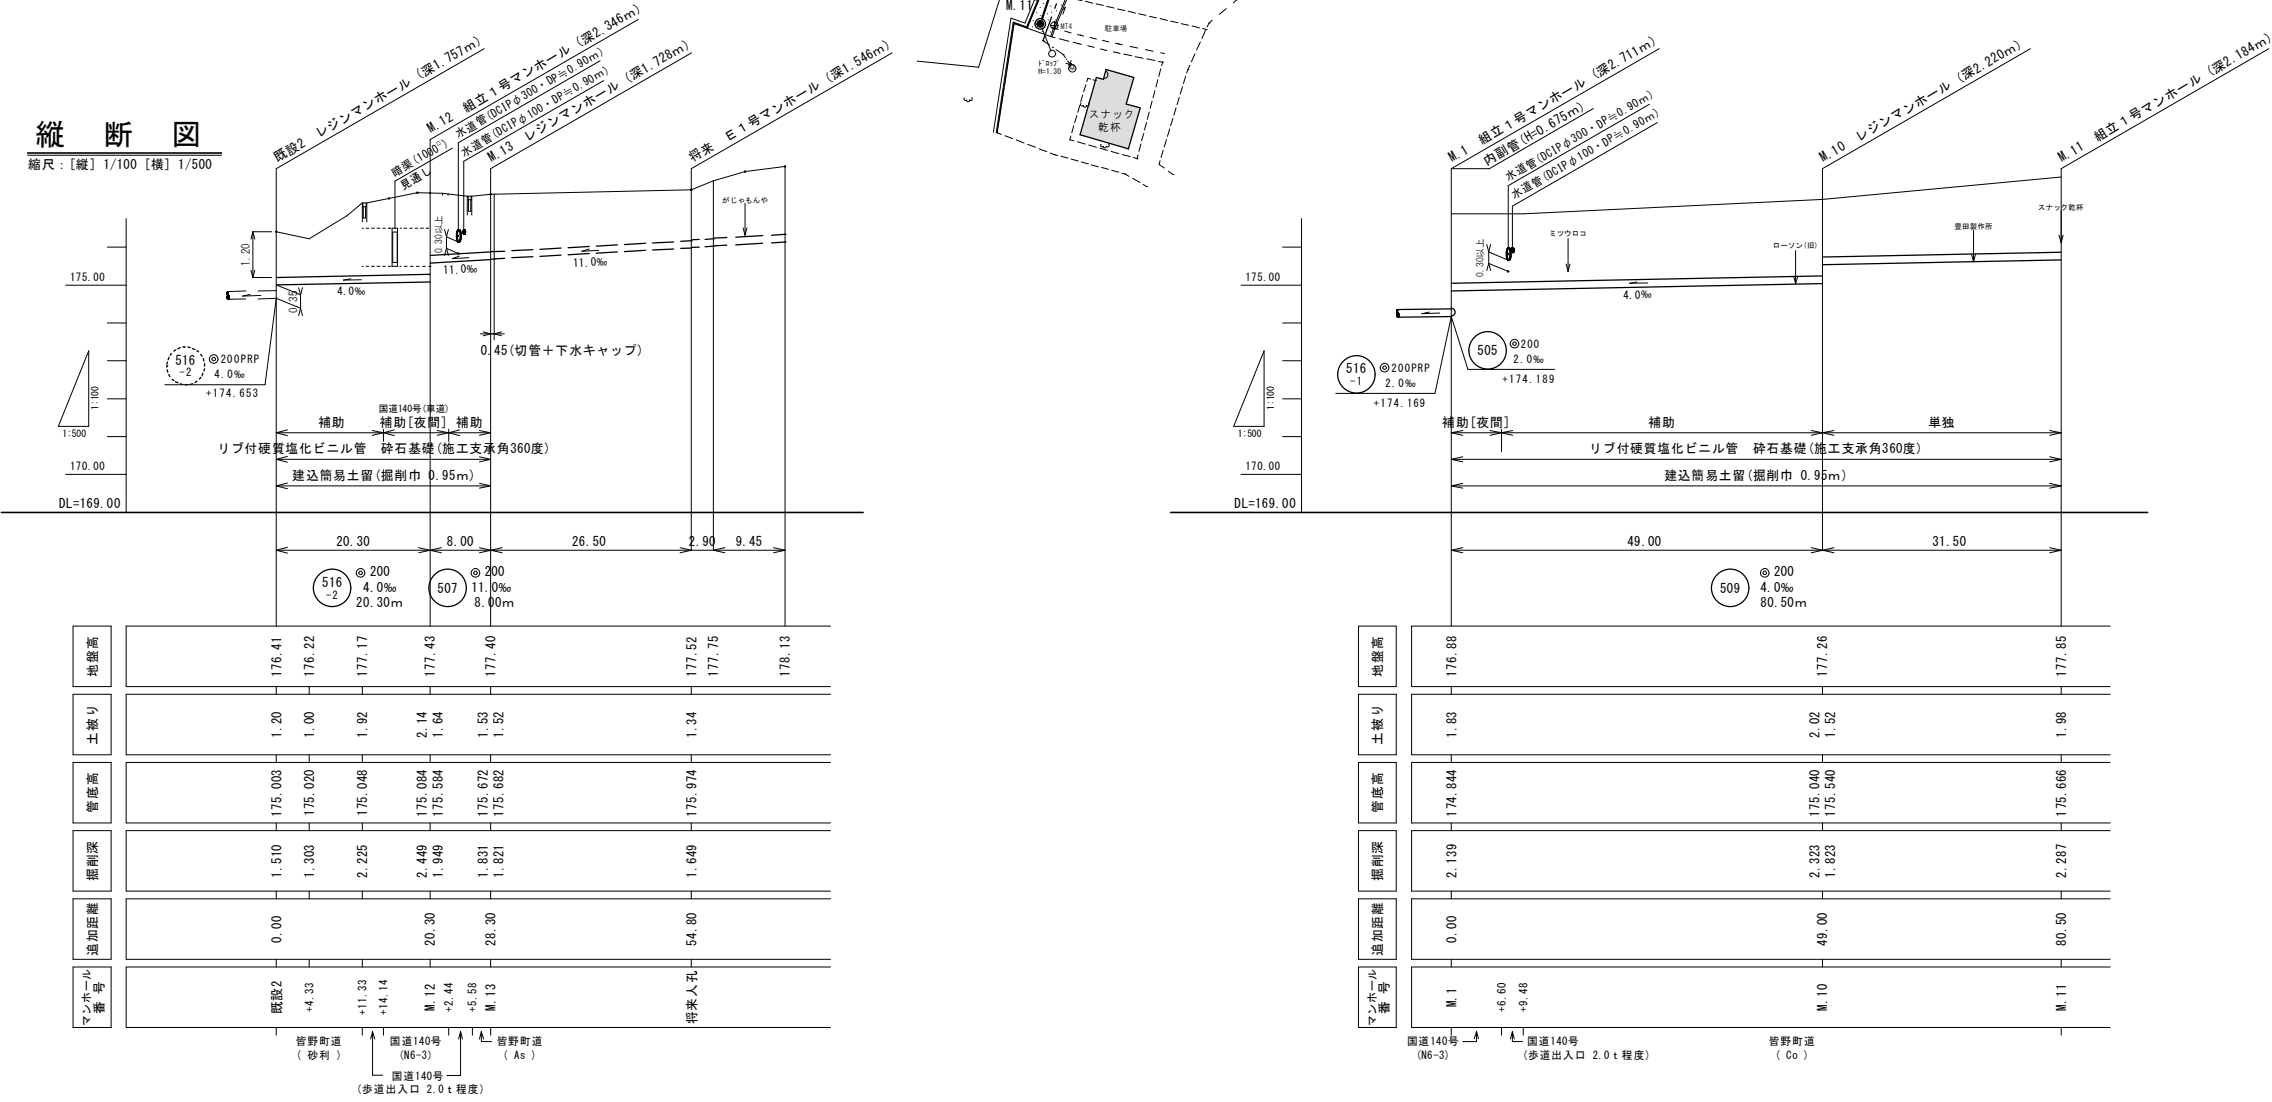 縦断図
縮尺：[縦] 1/100 [横] 1/500
既設2 レジンマンホール (深1.757m)
暗渠(1000□)
見通し
M.12 組立1号マンホール (深2.346m)
水道管(DCIPφ300・DP≒0.90m)
水道管(DCIPφ100・DP≒0.90m)
M.13 レジンマンホール (深1.728m)
将来 E1号マンホール (深1.546m)
がじゃもんや
1.20
0.30以上
0.35
175.00
4.0‰
11.0‰
11.0‰
0.45(切管+下水キャップ)
516
-2
◎200PRP
4.0‰
+174.653
1:100
1:500
国道140号(車道)
補助
補助[夜間]
補助
リブ付硬質塩化ビニル管 砕石基礎(施工支承角360度)
170.00
建込簡易土留(掘削巾 0.95m)
DL=169.00
20.30
8.00
26.50
2.90
9.45
516
-2
◎200
4.0‰
20.30m
507
◎200
11.0‰
8.00m
地盤高
176.41
176.22
177.17
177.43
177.40
177.52
177.75
178.13
土被り
1.20
1.00
1.92
2.14
1.64
1.53
1.52
1.34
管底高
175.003
175.020
175.048
175.084
175.584
175.672
175.682
175.974
掘削深
1.510
1.303
2.225
2.449
1.949
1.831
1.821
1.649
追加距離
0.00
20.30
28.30
54.80
マンホール
番号
既設2
+4.33
+11.33
+14.14
M.12
+2.44
+5.58
M.13
将来人孔
皆野町道
(砂利)
国道140号
(N6-3)
皆野町道
(As)
国道140号
(歩道出入口 2.0t程度)
M.11
MT4
駐車場
ドロップ
H=1.30
スナック
乾杯
M.1 組立1号マンホール (深2.711m)
内副管(H=0.675m)
水道管(DCIPφ300・DP≒0.90m)
水道管(DCIPφ100・DP≒0.90m)
M.10 レジンマンホール (深2.220m)
M.11 組立1号マンホール (深2.184m)
0.30以上
ミツウロコ
ローソン(旧)
豊田製作所
スナック乾杯
175.00
4.0‰
516
-1
◎200PRP
2.0‰
+174.169
505
◎200
2.0‰
+174.189
1:100
1:500
補助[夜間]
補助
単独
リブ付硬質塩化ビニル管 砕石基礎(施工支承角360度)
170.00
建込簡易土留(掘削巾 0.95m)
DL=169.00
49.00
31.50
509
◎200
4.0‰
80.50m
地盤高
176.88
177.26
177.85
土被り
1.83
2.02
1.52
1.98
管底高
174.844
175.040
175.540
175.666
掘削深
2.139
2.323
1.823
2.287
追加距離
0.00
49.00
80.50
マンホール
番号
M.1
+6.60
+9.48
M.10
M.11
国道140号
(N6-3)
国道140号
(歩道出入口 2.0t程度)
皆野町道
(Co)